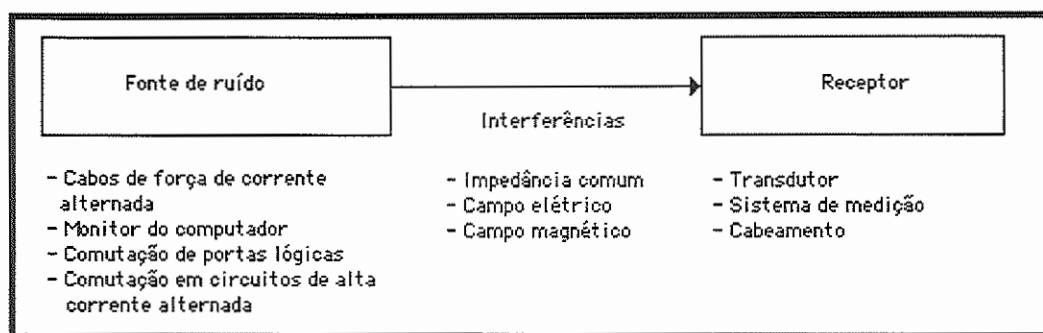 Fonte de ruído
Receptor
Interferências
- Cabos de força de corrente
alternada
- Monitor do computador
- Comutação de portas lógicas
- Comutação em circuitos de alta
corrente alternada
- Impedância comum
- Campo elétrico
- Campo magnético
- Transdutor
- Sistema de medição
- Cabeamento